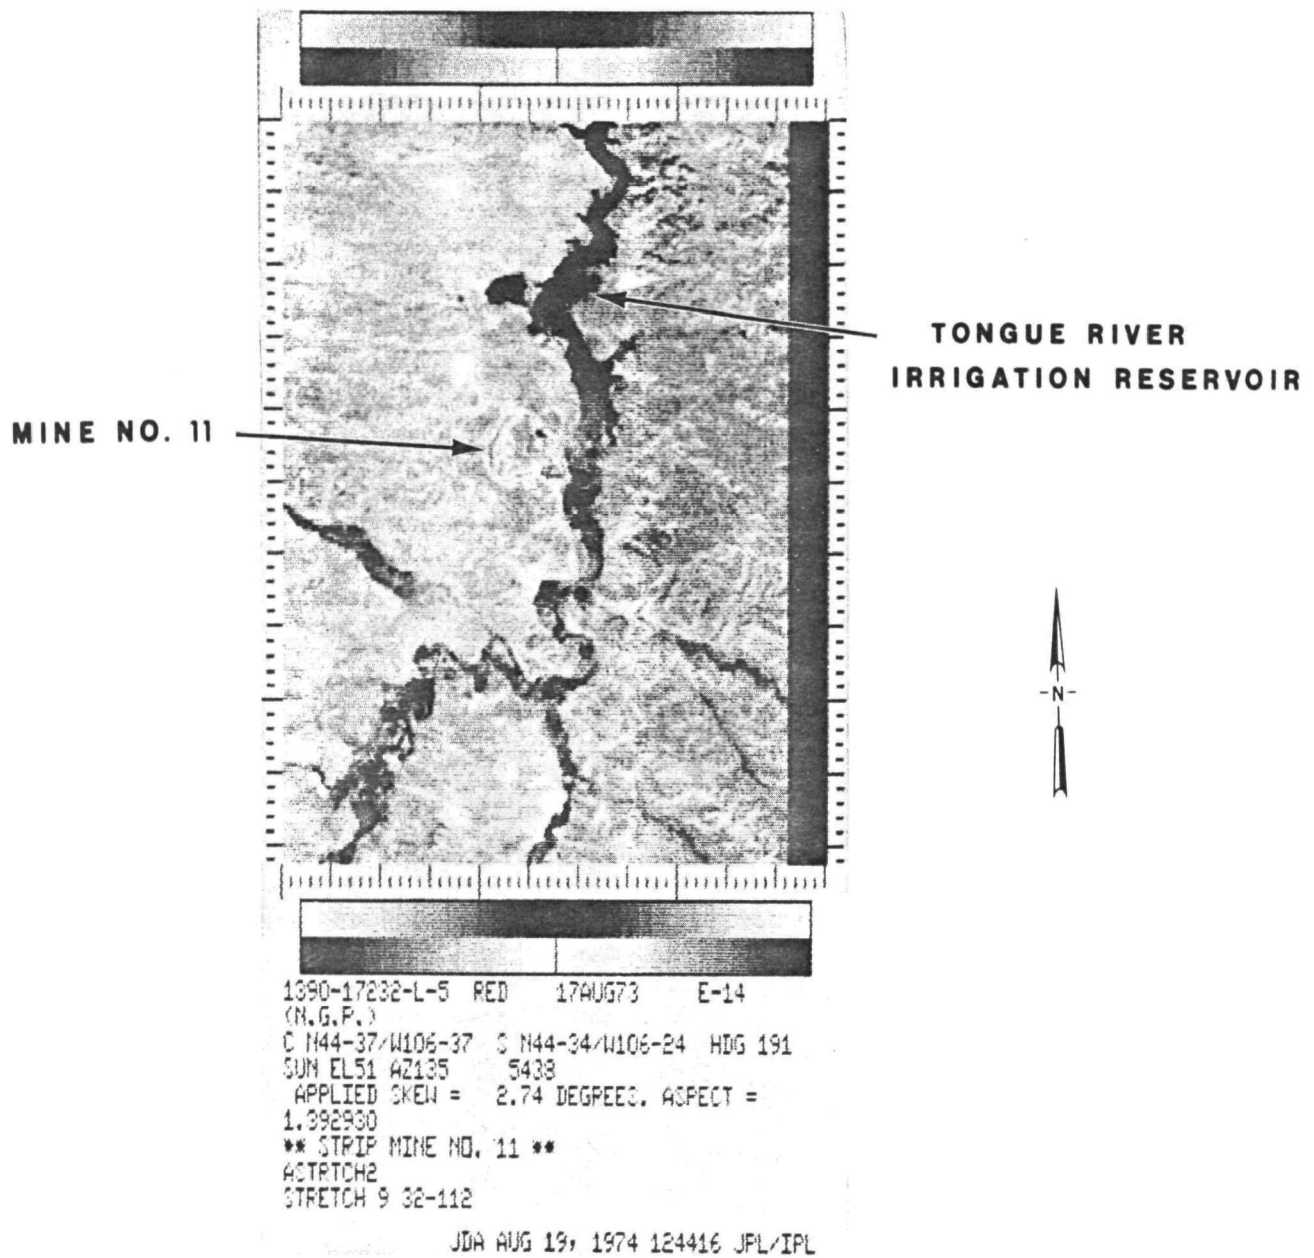 TONGUE RIVER
IRRIGATION RESERVOIR
MINE NO. 11
-N-
1390-17232-L-5 RED 17AUG73 E-14
(N.G.P.)
C N44-37/W106-37 S N44-34/W106-24 HDG 191
SUN EL51 AZ135 5438
APPLIED SKEW = 2.74 DEGREES. ASPECT =
1.392930
** STRIP MINE NO. 11 **
ASTRTCH2
STRETCH 9 32-112
JDA AUG 19, 1974 124416 JPL/IPL